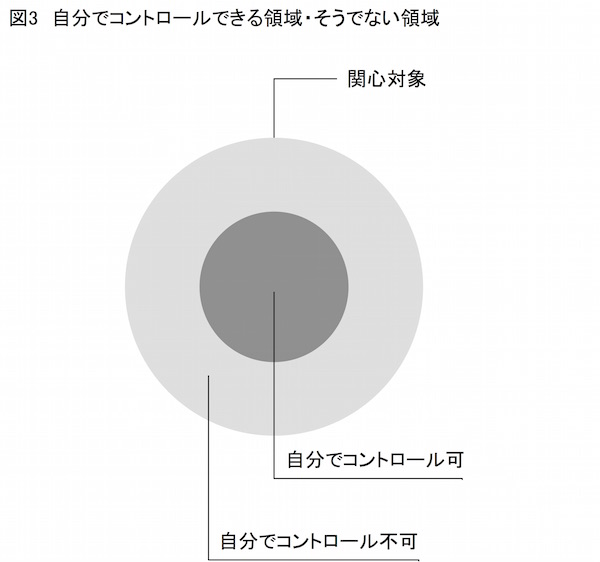 図3 自分でコントロールできる領域・そうでない領域
関心対象
自分でコントロール可
自分でコントロール不可